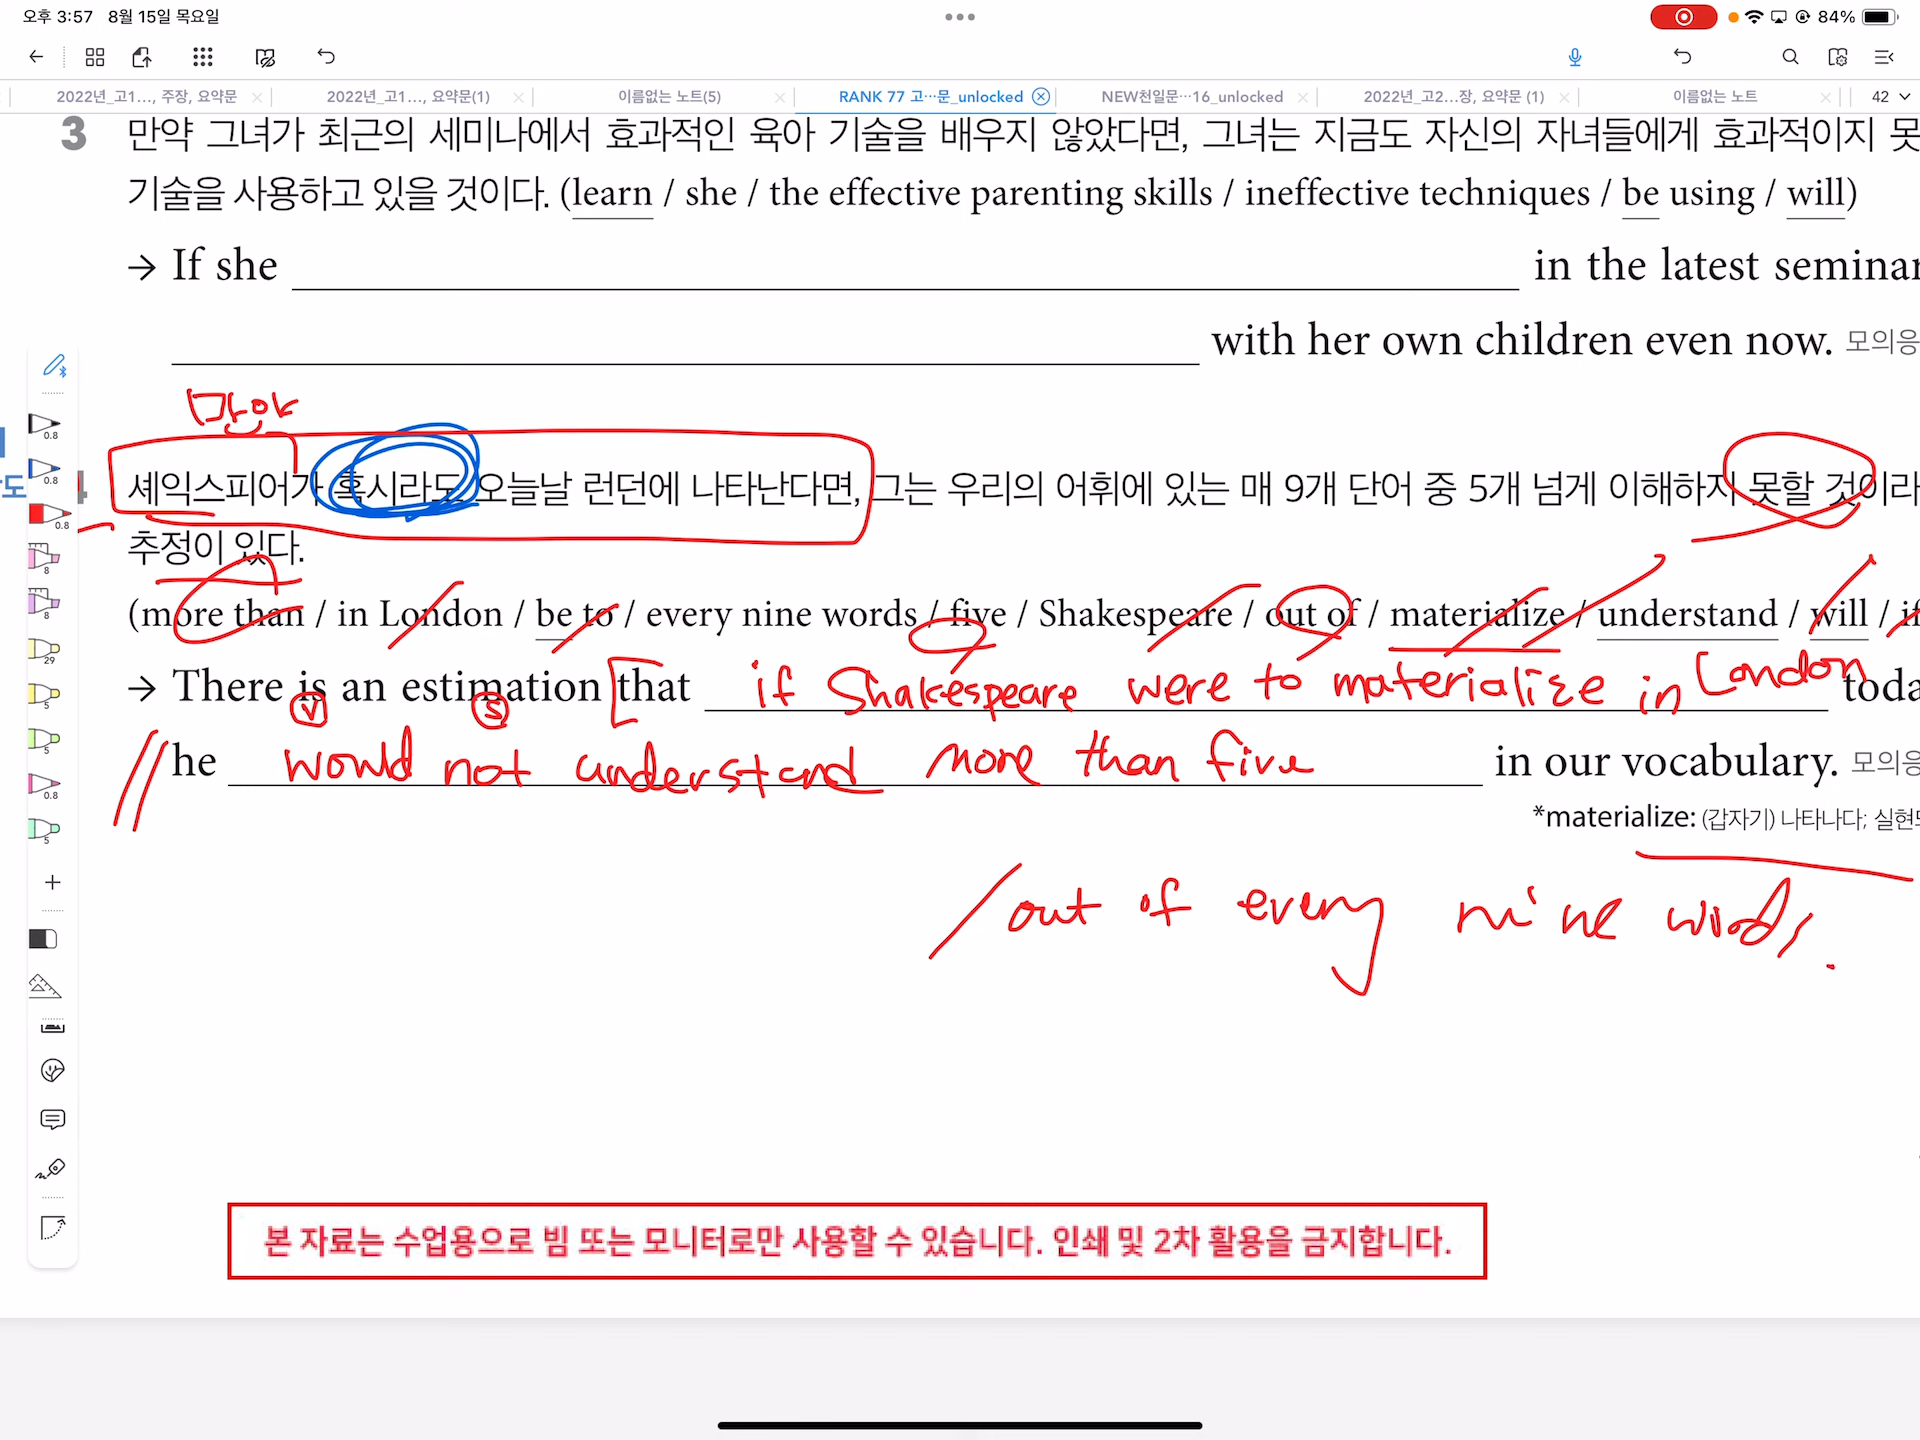 오후 3:57 8월 15일 목요일
84%
2022년_고1..., 주장, 요약문
2022년_고1..., 요약문(1)
이름없는 노트(5)
RANK 77 고…문_unlocked
NEW천일문…16_unlocked
2022년_고2...장, 요약문 (1)
이름없는 노트
42
3 만약 그녀가 최근의 세미나에서 효과적인 육아 기술을 배우지 않았다면, 그녀는 지금도 자신의 자녀들에게 효과적이지 못
기술을 사용하고 있을 것이다. (learn / she / the effective parenting skills / ineffective techniques / be using / will)
→ If she in the latest seminar
with her own children even now. 모의응
만약
셰익스피어가 혹시라도 오늘날 런던에 나타난다면, 그는 우리의 어휘에 있는 매 9개 단어 중 5개 넘게 이해하지 못할 것이라
추정이 있다.
(more than / in London / be to / every nine words / five / Shakespeare / out of / materialize / understand / will / if
→ There is an estimation that if Shakespeare were to materialize in London toda
V S
he would not understand more than five in our vocabulary. 모의응
*materialize: (갑자기) 나타나다; 실현되
/ out of every nine words.
본 자료는 수업용으로 빔 또는 모니터로만 사용할 수 있습니다. 인쇄 및 2차 활용을 금지합니다.
도
0.8
0.8
0.8
8
8
29
5
5
0.8
5